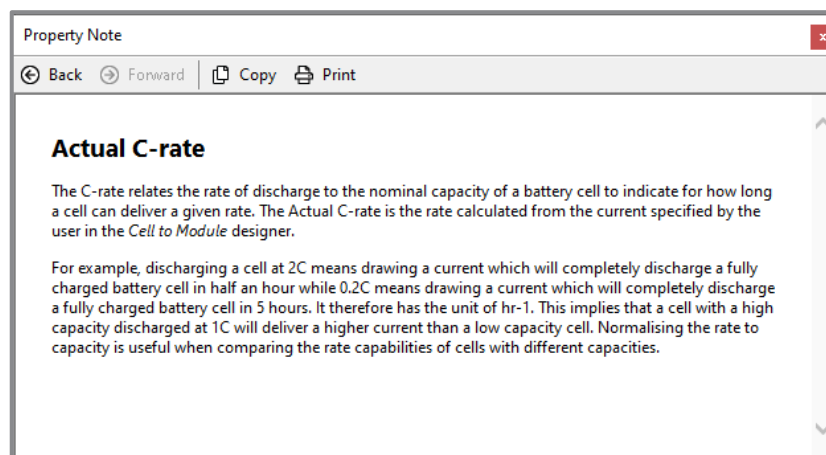 Property Note
Back Forward Copy Print
Actual C-rate
The C-rate relates the rate of discharge to the nominal capacity of a battery cell to indicate for how long
a cell can deliver a given rate. The Actual C-rate is the rate calculated from the current specified by the
user in the Cell to Module designer.
For example, discharging a cell at 2C means drawing a current which will completely discharge a fully
charged battery cell in half an hour while 0.2C means drawing a current which will completely discharge
a fully charged battery cell in 5 hours. It therefore has the unit of hr-1. This implies that a cell with a high
capacity discharged at 1C will deliver a higher current than a low capacity cell. Normalising the rate to
capacity is useful when comparing the rate capabilities of cells with different capacities.